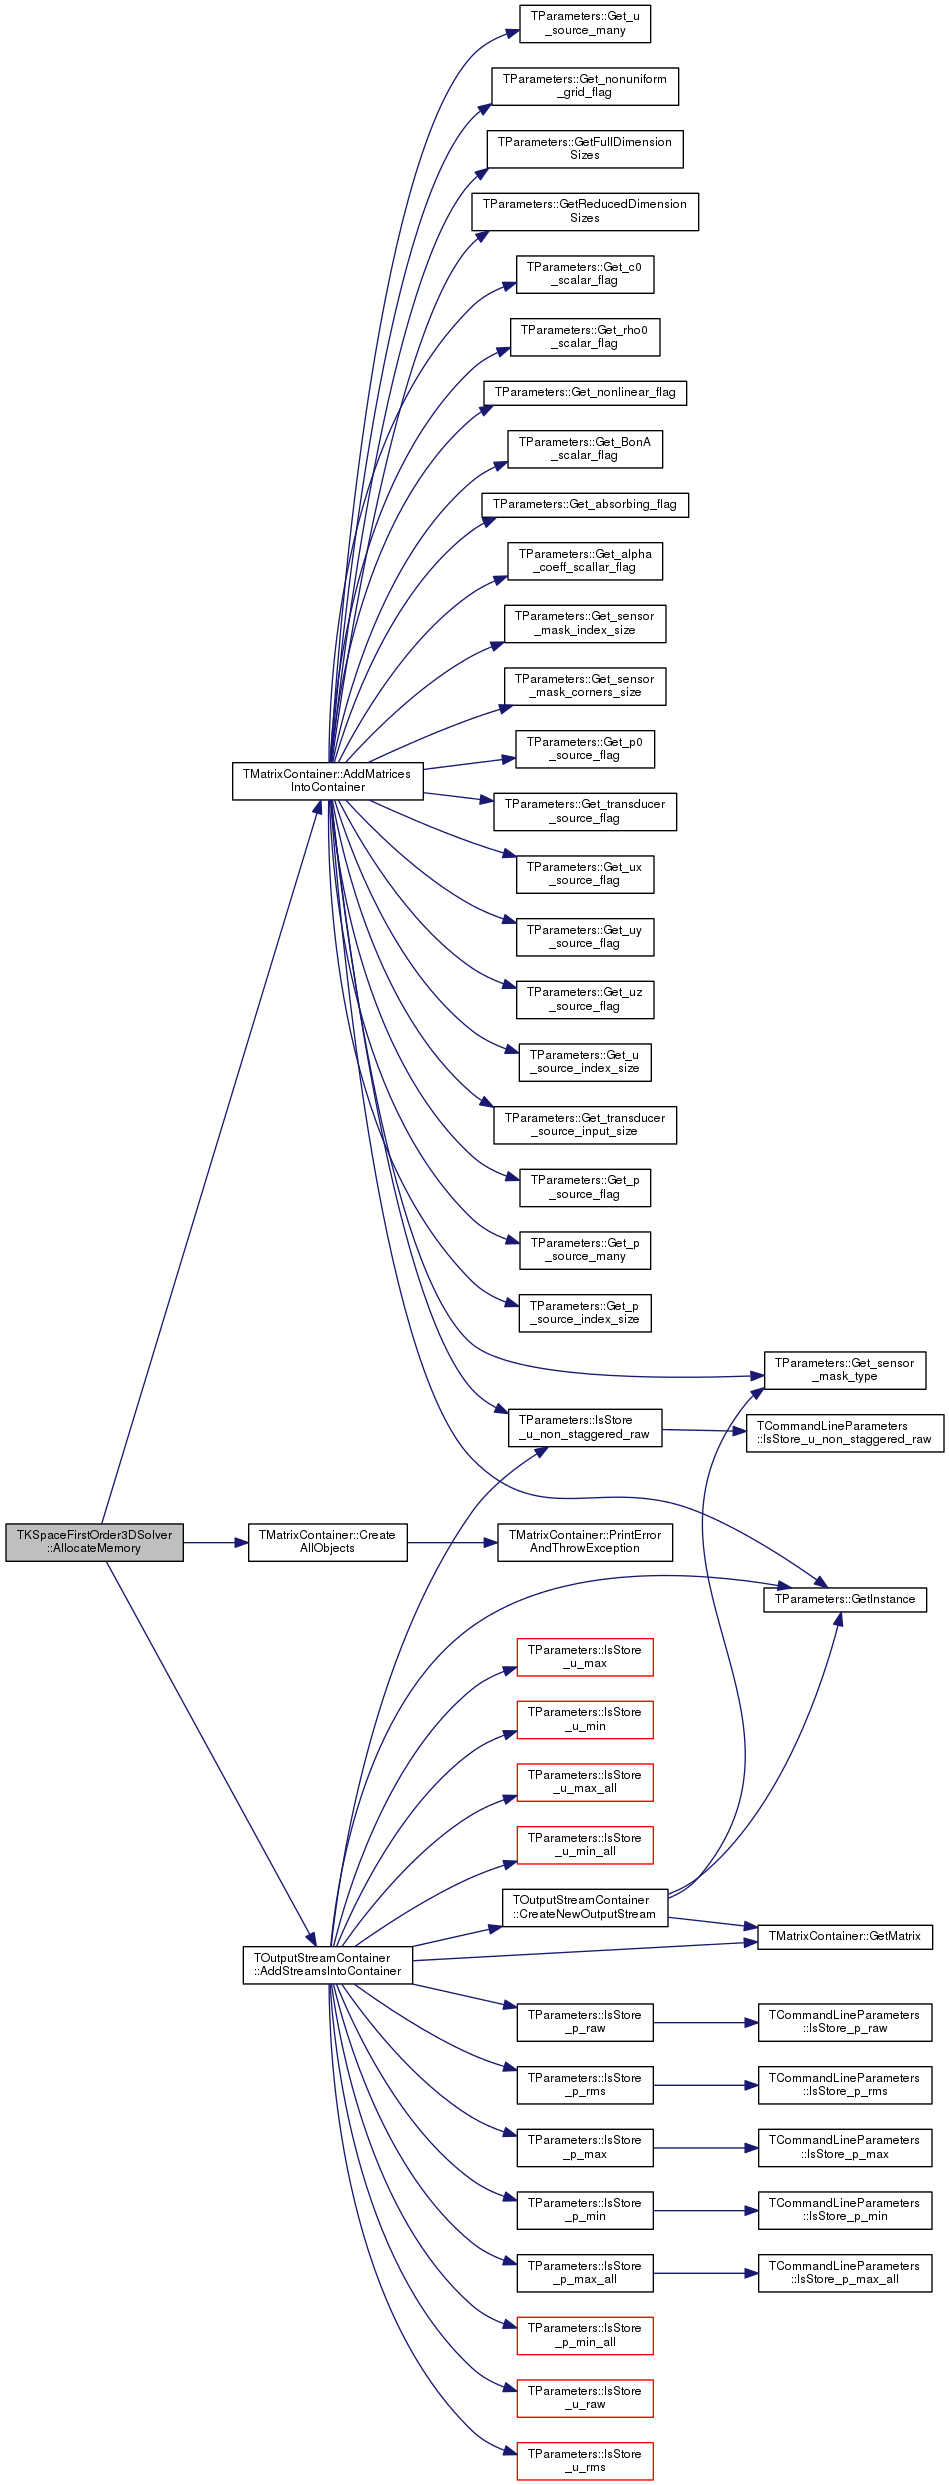 TParameters::Get_u
_source_many
TParameters::Get_nonuniform
_grid_flag
TParameters::GetFullDimension
Sizes
TParameters::GetReducedDimension
Sizes
TParameters::Get_c0
_scalar_flag
TParameters::Get_rho0
_scalar_flag
TParameters::Get_nonlinear_flag
TParameters::Get_BonA
_scalar_flag
TParameters::Get_absorbing_flag
TParameters::Get_alpha
_coeff_scallar_flag
TParameters::Get_sensor
_mask_index_size
TParameters::Get_sensor
_mask_corners_size
TParameters::Get_p0
_source_flag
TMatrixContainer::AddMatrices
IntoContainer
TParameters::Get_transducer
_source_flag
TParameters::Get_ux
_source_flag
TParameters::Get_uy
_source_flag
TParameters::Get_uz
_source_flag
TParameters::Get_u
_source_index_size
TParameters::Get_transducer
_source_input_size
TParameters::Get_p
_source_flag
TParameters::Get_p
_source_many
TParameters::Get_p
_source_index_size
TParameters::Get_sensor
_mask_type
TParameters::IsStore
_u_non_staggered_raw
TCommandLineParameters
::IsStore_u_non_staggered_raw
TKSpaceFirstOrder3DSolver
::AllocateMemory
TMatrixContainer::Create
AllObjects
TMatrixContainer::PrintError
AndThrowException
TParameters::GetInstance
TParameters::IsStore
_u_max
TParameters::IsStore
_u_min
TParameters::IsStore
_u_max_all
TParameters::IsStore
_u_min_all
TOutputStreamContainer
::CreateNewOutputStream
TMatrixContainer::GetMatrix
TOutputStreamContainer
::AddStreamsIntoContainer
TParameters::IsStore
_p_raw
TCommandLineParameters
::IsStore_p_raw
TParameters::IsStore
_p_rms
TCommandLineParameters
::IsStore_p_rms
TParameters::IsStore
_p_max
TCommandLineParameters
::IsStore_p_max
TParameters::IsStore
_p_min
TCommandLineParameters
::IsStore_p_min
TParameters::IsStore
_p_max_all
TCommandLineParameters
::IsStore_p_max_all
TParameters::IsStore
_p_min_all
TParameters::IsStore
_u_raw
TParameters::IsStore
_u_rms